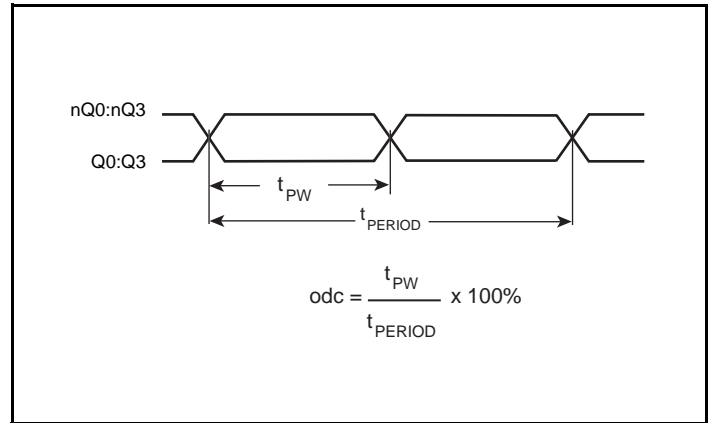 nQ0:nQ3
Q0:Q3
tPW
tPERIOD
odc = tPW / tPERIOD x 100%